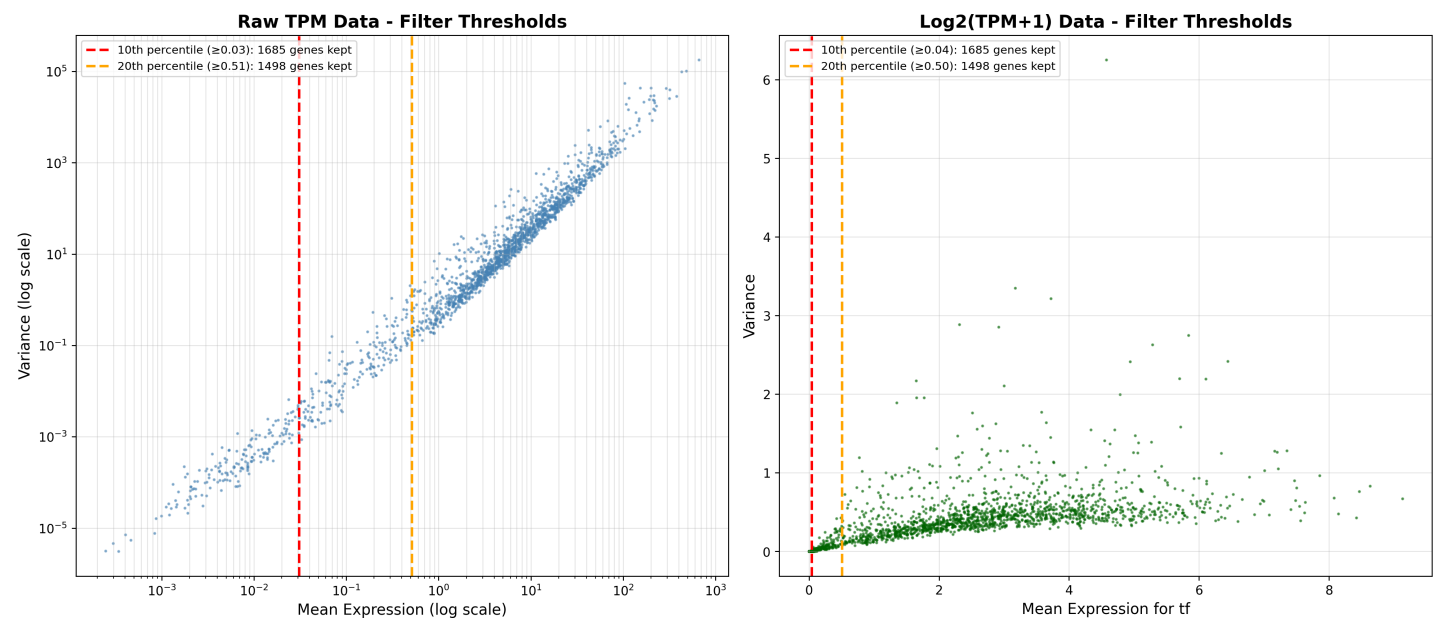 Raw TPM Data - Filter Thresholds
10th percentile (≥0.03): 1685 genes kept
20th percentile (≥0.51): 1498 genes kept
Variance (log scale)
10⁵
10³
10¹
10⁻¹
10⁻³
10⁻⁵
10⁻³ 10⁻² 10⁻¹ 10⁰ 10¹ 10² 10³
Mean Expression (log scale)
Log2(TPM+1) Data - Filter Thresholds
10th percentile (≥0.04): 1685 genes kept
20th percentile (≥0.50): 1498 genes kept
Variance
6
5
4
3
2
1
0
0 2 4 6 8
Mean Expression for tf